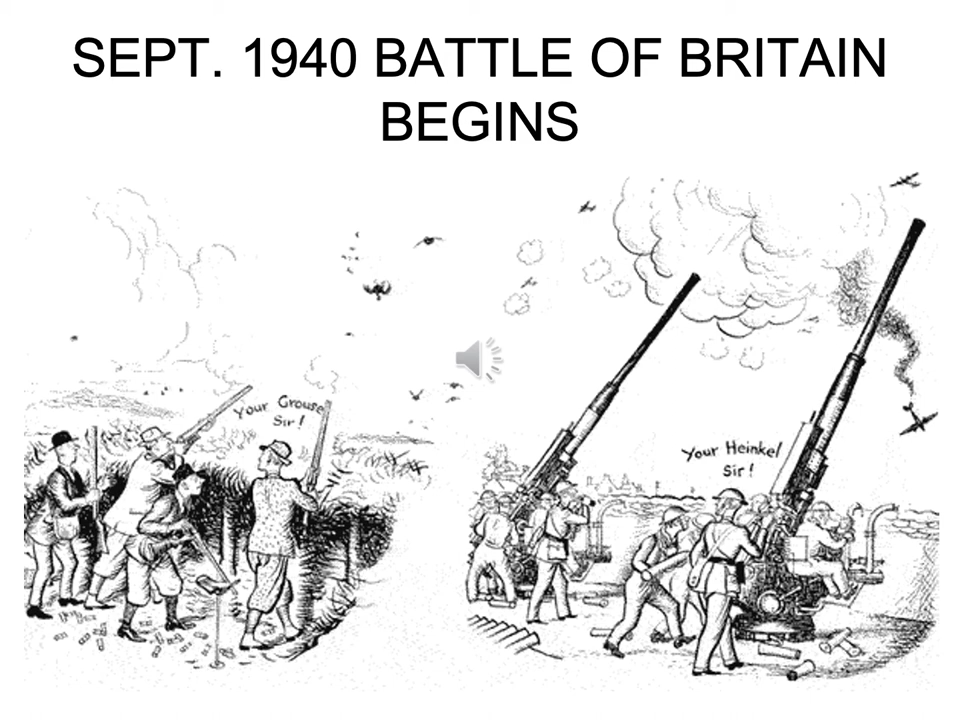 SEPT. 1940 BATTLE OF BRITAIN
BEGINS
Your Grouse
Sir!
Your Heinkel
Sir!